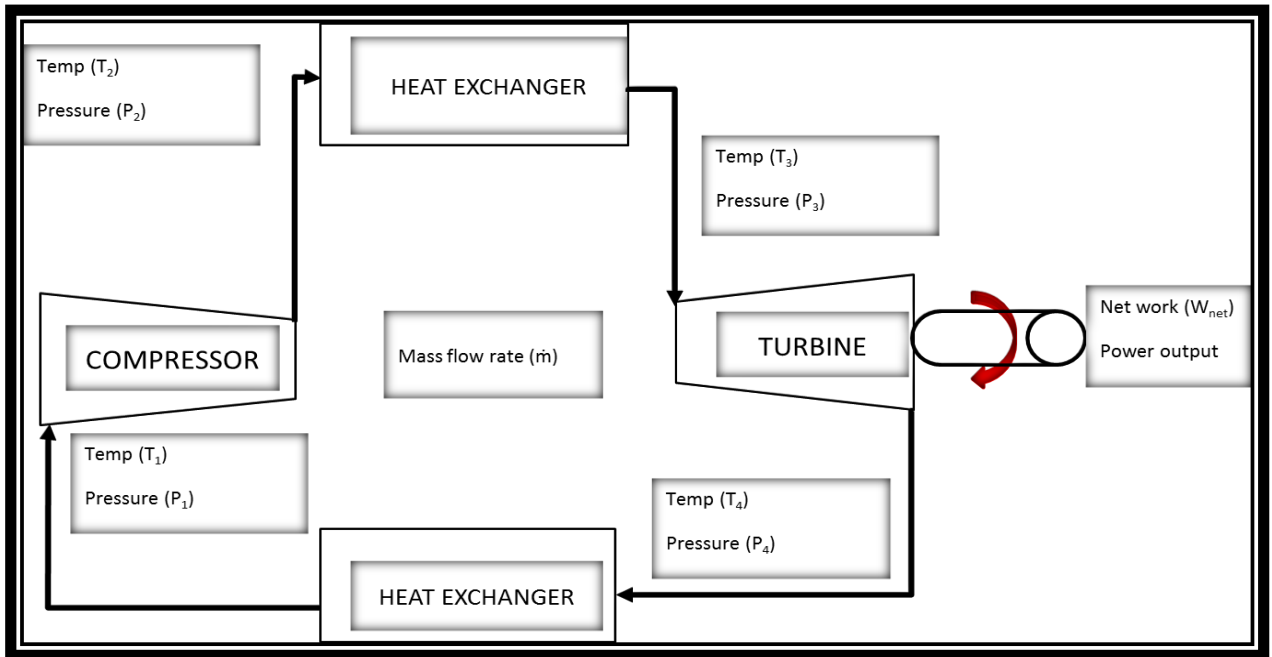 Temp (T₂)
Pressure (P₂)
HEAT EXCHANGER
Temp (T₃)
Pressure (P₃)
COMPRESSOR
Mass flow rate (ṁ)
TURBINE
Net work (Wₙₑₜ)
Power output
Temp (T₁)
Pressure (P₁)
Temp (T₄)
Pressure (P₄)
HEAT EXCHANGER